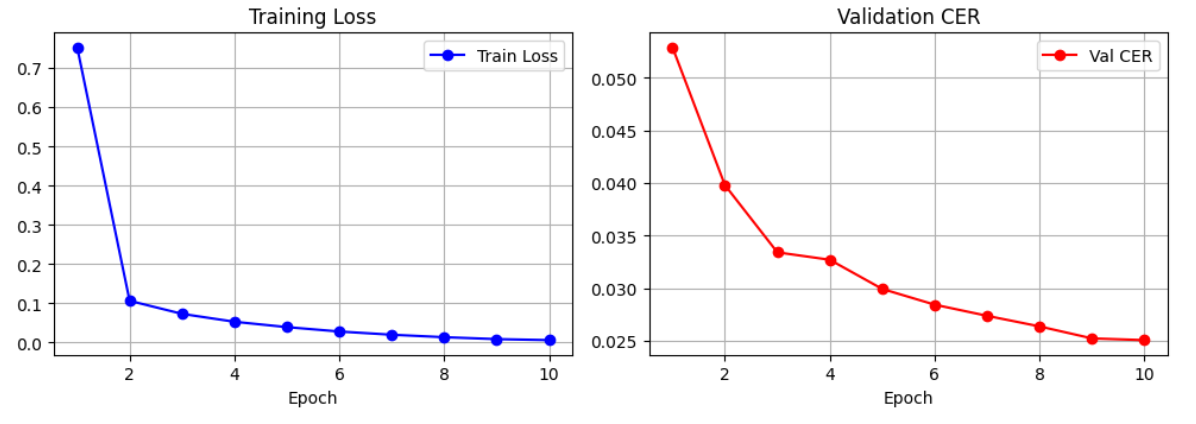 Training Loss
Train Loss
0.7
0.6
0.5
0.4
0.3
0.2
0.1
0.0
2 4 6 8 10
Epoch
Validation CER
Val CER
0.050
0.045
0.040
0.035
0.030
0.025
2 4 6 8 10
Epoch